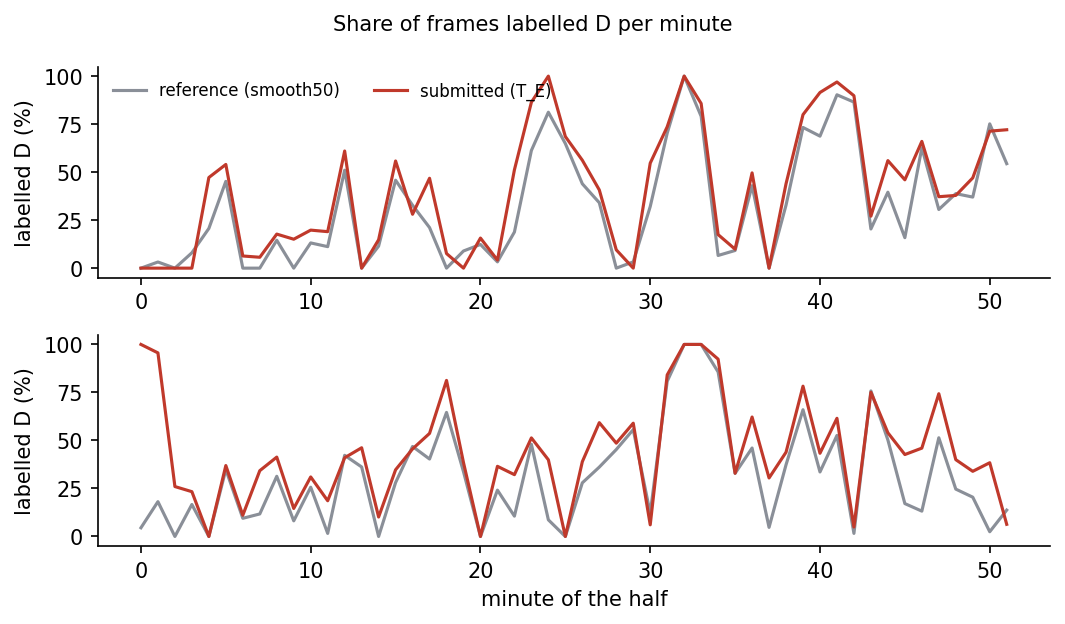 Share of frames labelled D per minute
labelled D (%)
100
75
50
25
0
reference (smooth50)
submitted (T_E)
0 10 20 30 40 50
labelled D (%)
100
75
50
25
0
0 10 20 30 40 50
minute of the half